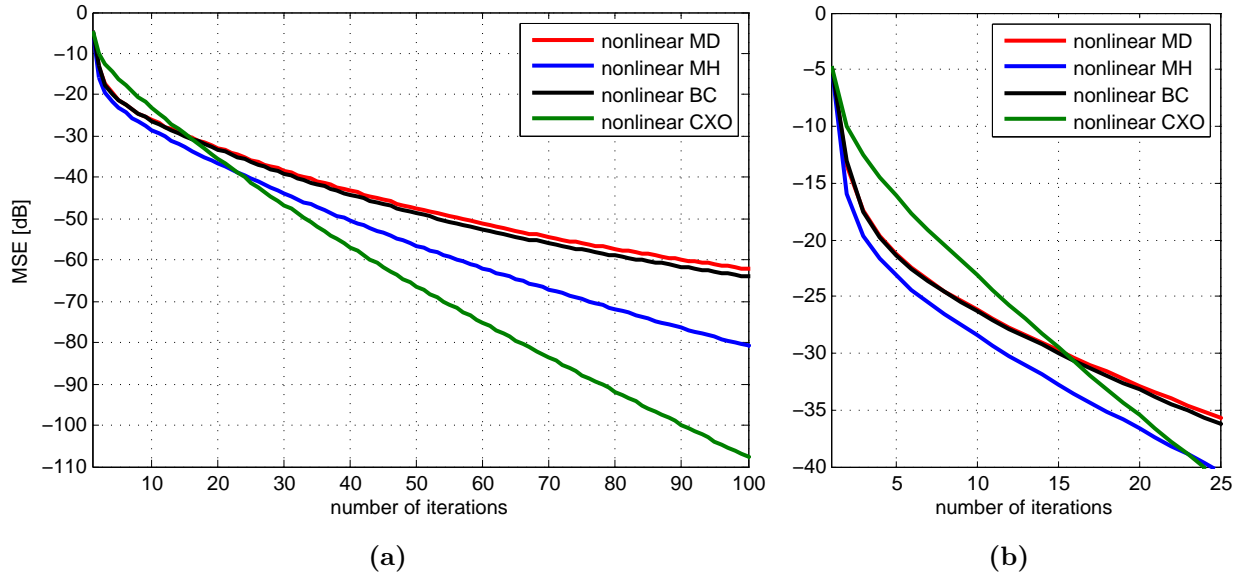 0
−10
−20
−30
−40
−50
−60
−70
−80
−90
−100
−110
MSE [dB]
10 20 30 40 50 60 70 80 90 100
number of iterations
nonlinear MD
nonlinear MH
nonlinear BC
nonlinear CXO
(a)
0
−5
−10
−15
−20
−25
−30
−35
−40
5 10 15 20 25
number of iterations
nonlinear MD
nonlinear MH
nonlinear BC
nonlinear CXO
(b)